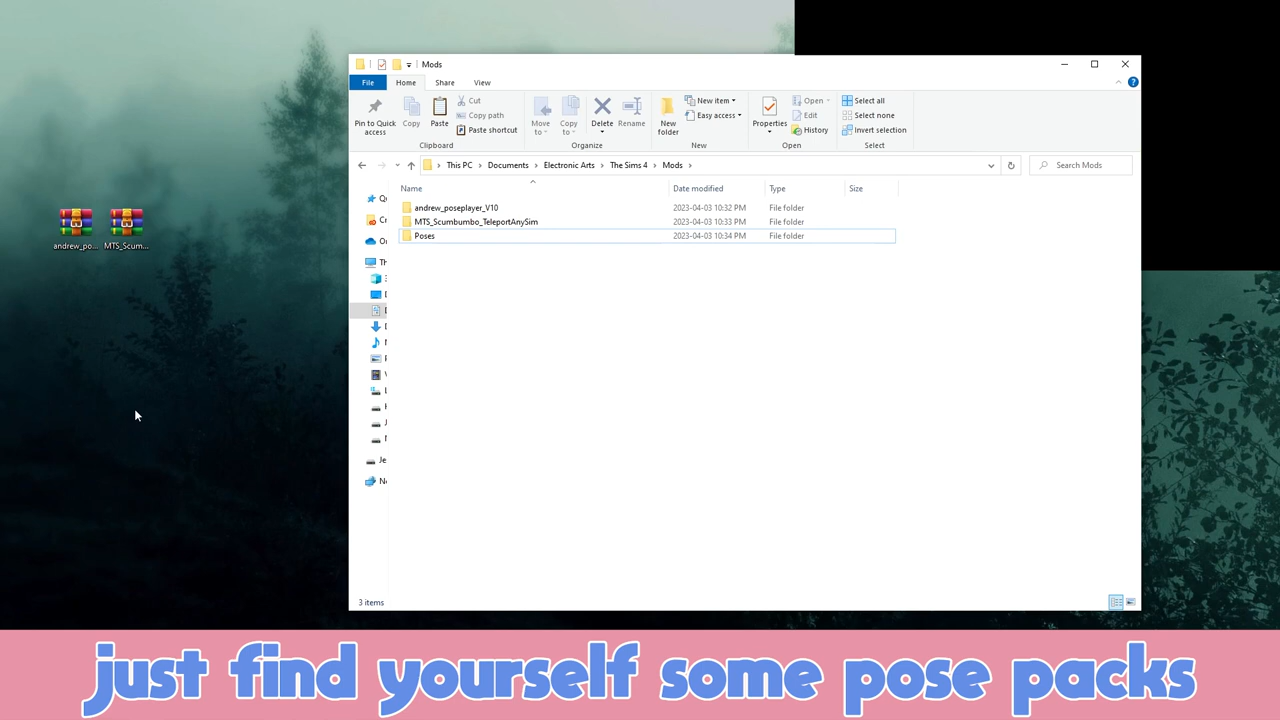 Mods
File
Home
Share
View
Pin to Quick access
Copy
Paste
Cut
Copy path
Paste shortcut
Clipboard
Move to
Copy to
Delete
Rename
Organize
New folder
New item
Easy access
New
Properties
Open
Edit
History
Open
Select all
Select none
Invert selection
Select
This PC > Documents > Electronic Arts > The Sims 4 > Mods >
Search Mods
Name Date modified Type Size
andrew_poseplayer_V10 2023-04-03 10:32 PM File folder
MTS_Scumbumbo_TeleportAnySim 2023-04-03 10:33 PM File folder
Poses 2023-04-03 10:34 PM File folder
andrew_po... MTS_Scum...
3 items
just find yourself some pose packs